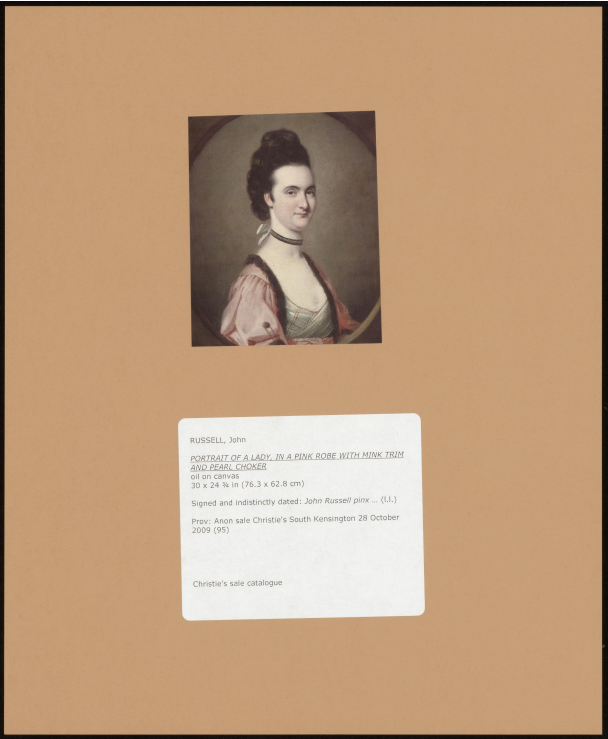 RUSSELL, John
PORTRAIT OF A LADY, IN A PINK ROBE WITH MINK TRIM
AND PEARL CHOKER
oil on canvas
30 x 24 ¾ in (76.3 x 62.8 cm)
Signed and indistinctly dated: John Russell pinx ... (l.l.)
Prov: Anon sale Christie's South Kensington 28 October
2009 (95)
Christie's sale catalogue